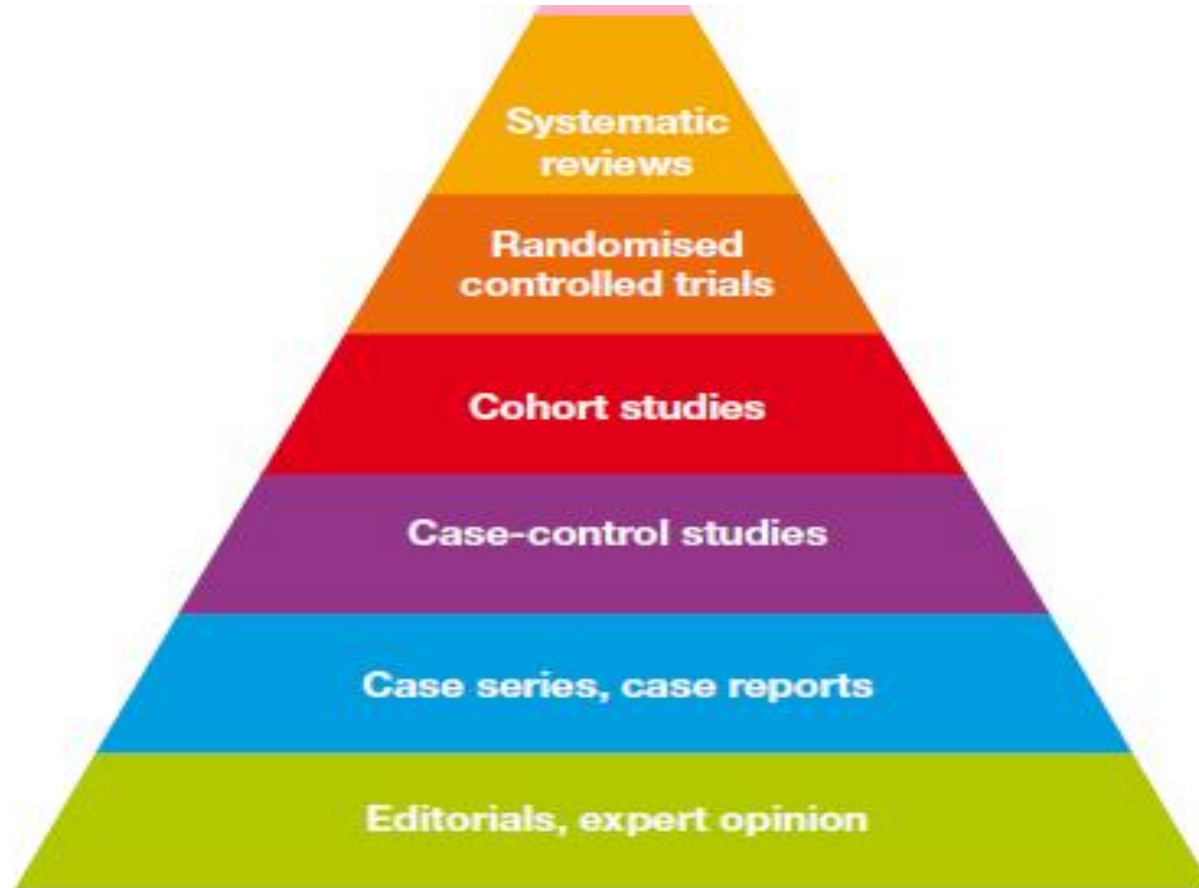 Systematic
reviews
Randomised
controlled trials
Cohort studies
Case-control studies
Case series, case reports
Editorials, expert opinion